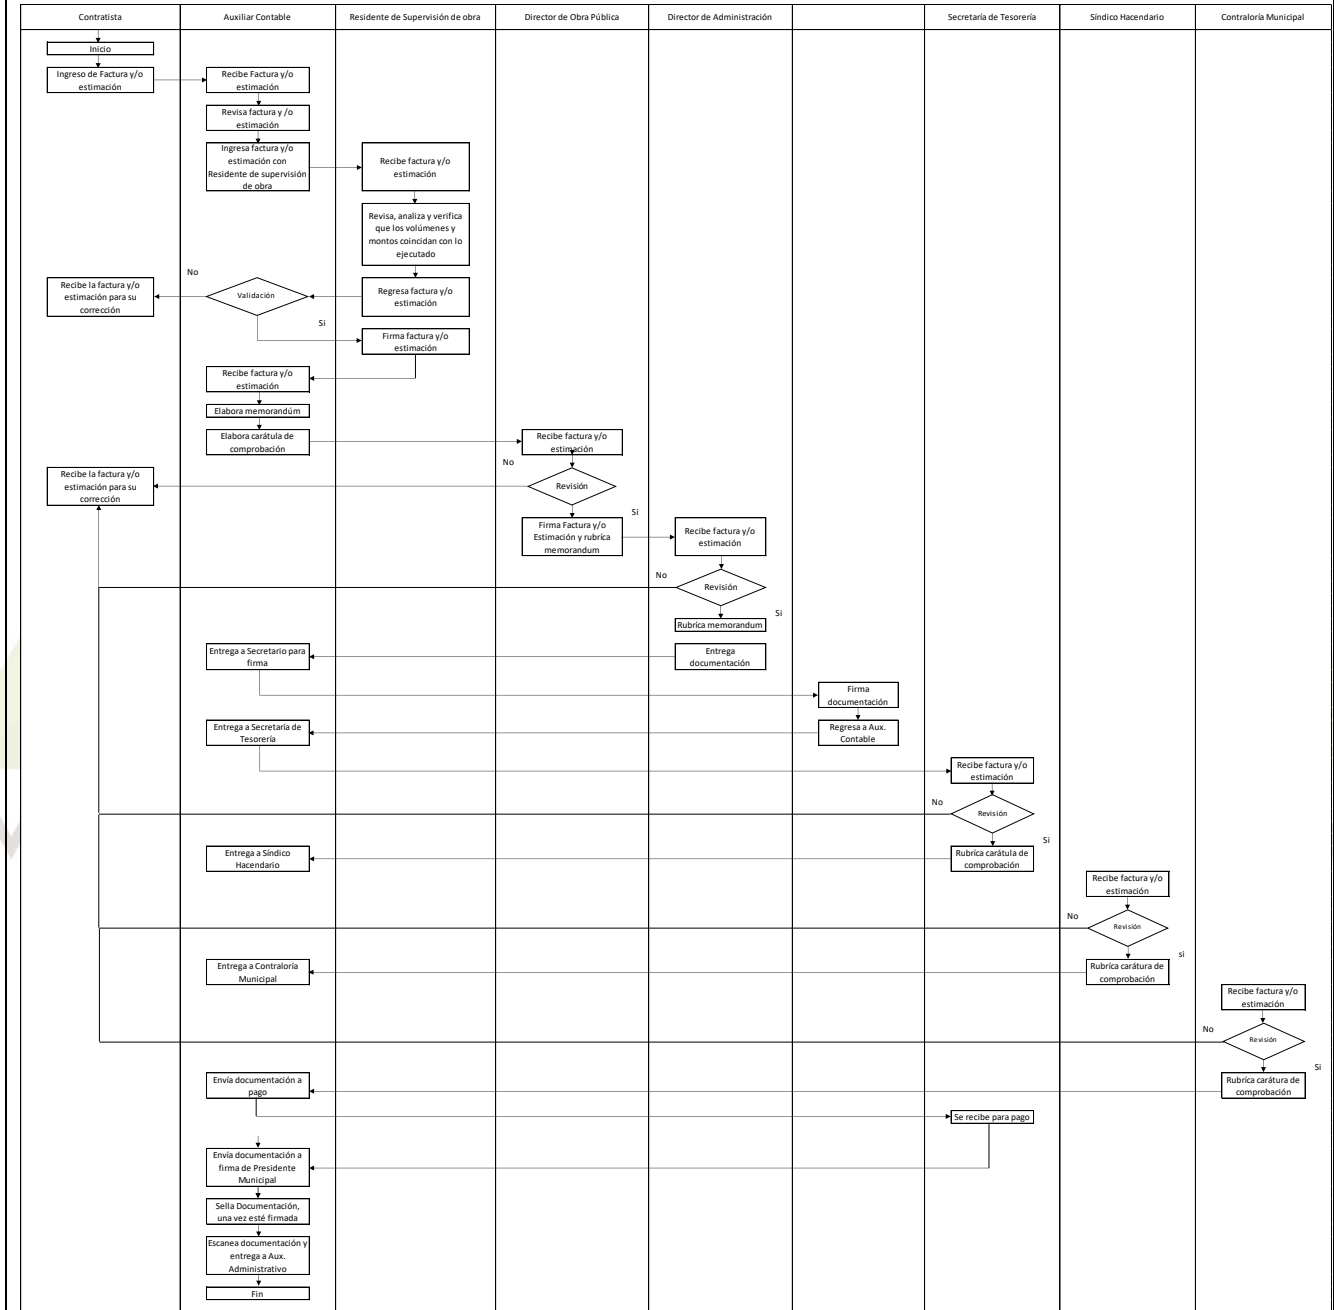 Contratista
Auxiliar Contable
Residente de Supervisión de obra
Director de Obra Pública
Director de Administración
Secretaría de Tesorería
Síndico Hacendario
Contraloría Municipal
Inicio
Ingreso de Factura y/o
estimación
Recibe Factura y/o
estimación
Revisa factura y /o
estimación
Ingresa factura y/o
estimación con
Residente de supervisión
de obra
Recibe factura y/o
estimación
Revisa, analiza y verifica
que los volúmenes y
montos coincidan con lo
ejecutado
No
Recibe la factura y/o
estimación para su
corrección
Validación
Regresa factura y/o
estimación
Si
Firma factura y/o
estimación
Recibe factura y/o
estimación
Elabora memorandúm
Elabora carátula de
comprobación
Recibe factura y/o
estimación
No
Recibe la factura y/o
estimación para su
corrección
Revisión
Si
Firma Factura y/o
Estimación y rubríca
memorandum
Recibe factura y/o
estimación
No
Revisión
Si
Rubríca memorandum
Entrega a Secretario para
firma
Entrega
documentación
Firma
documentación
Entrega a Secretaría de
Tesorería
Regresa a Aux.
Contable
Recibe factura y/o
estimación
No
Revisión
Si
Entrega a Síndico
Hacendario
Rubríca carátula de
comprobación
Recibe factura y/o
estimación
No
Revisión
si
Entrega a Contraloría
Municipal
Rubríca carátura de
comprobación
Recibe factura y/o
estimación
No
Revisión
Si
Envía documentación a
pago
Rubríca carátura de
comprobación
Se recibe para pago
Envía documentación a
firma de Presidente
Municipal
Sella Documentación,
una vez esté firmada
Escanea documentación y
entrega a Aux.
Administrativo
Fin